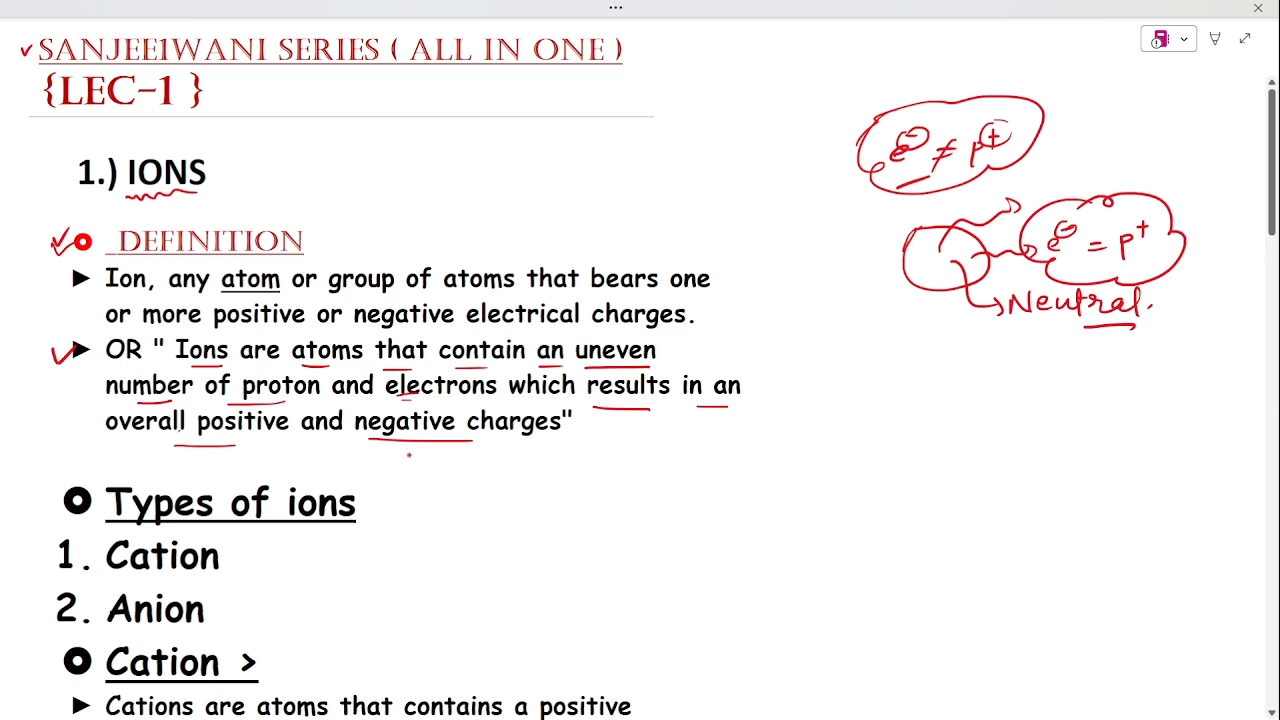 SANJEE1WANI SERIES ( ALL IN ONE )
{LEC-1 }
1.) IONS
DEFINITION
► Ion, any atom or group of atoms that bears one
or more positive or negative electrical charges.
► OR " Ions are atoms that contain an uneven
number of proton and electrons which results in an
overall positive and negative charges"
Types of ions
1. Cation
2. Anion
Cation >
► Cations are atoms that contains a positive
e⊖ ≠ p⊕
e⊖ = p+
Neutral.